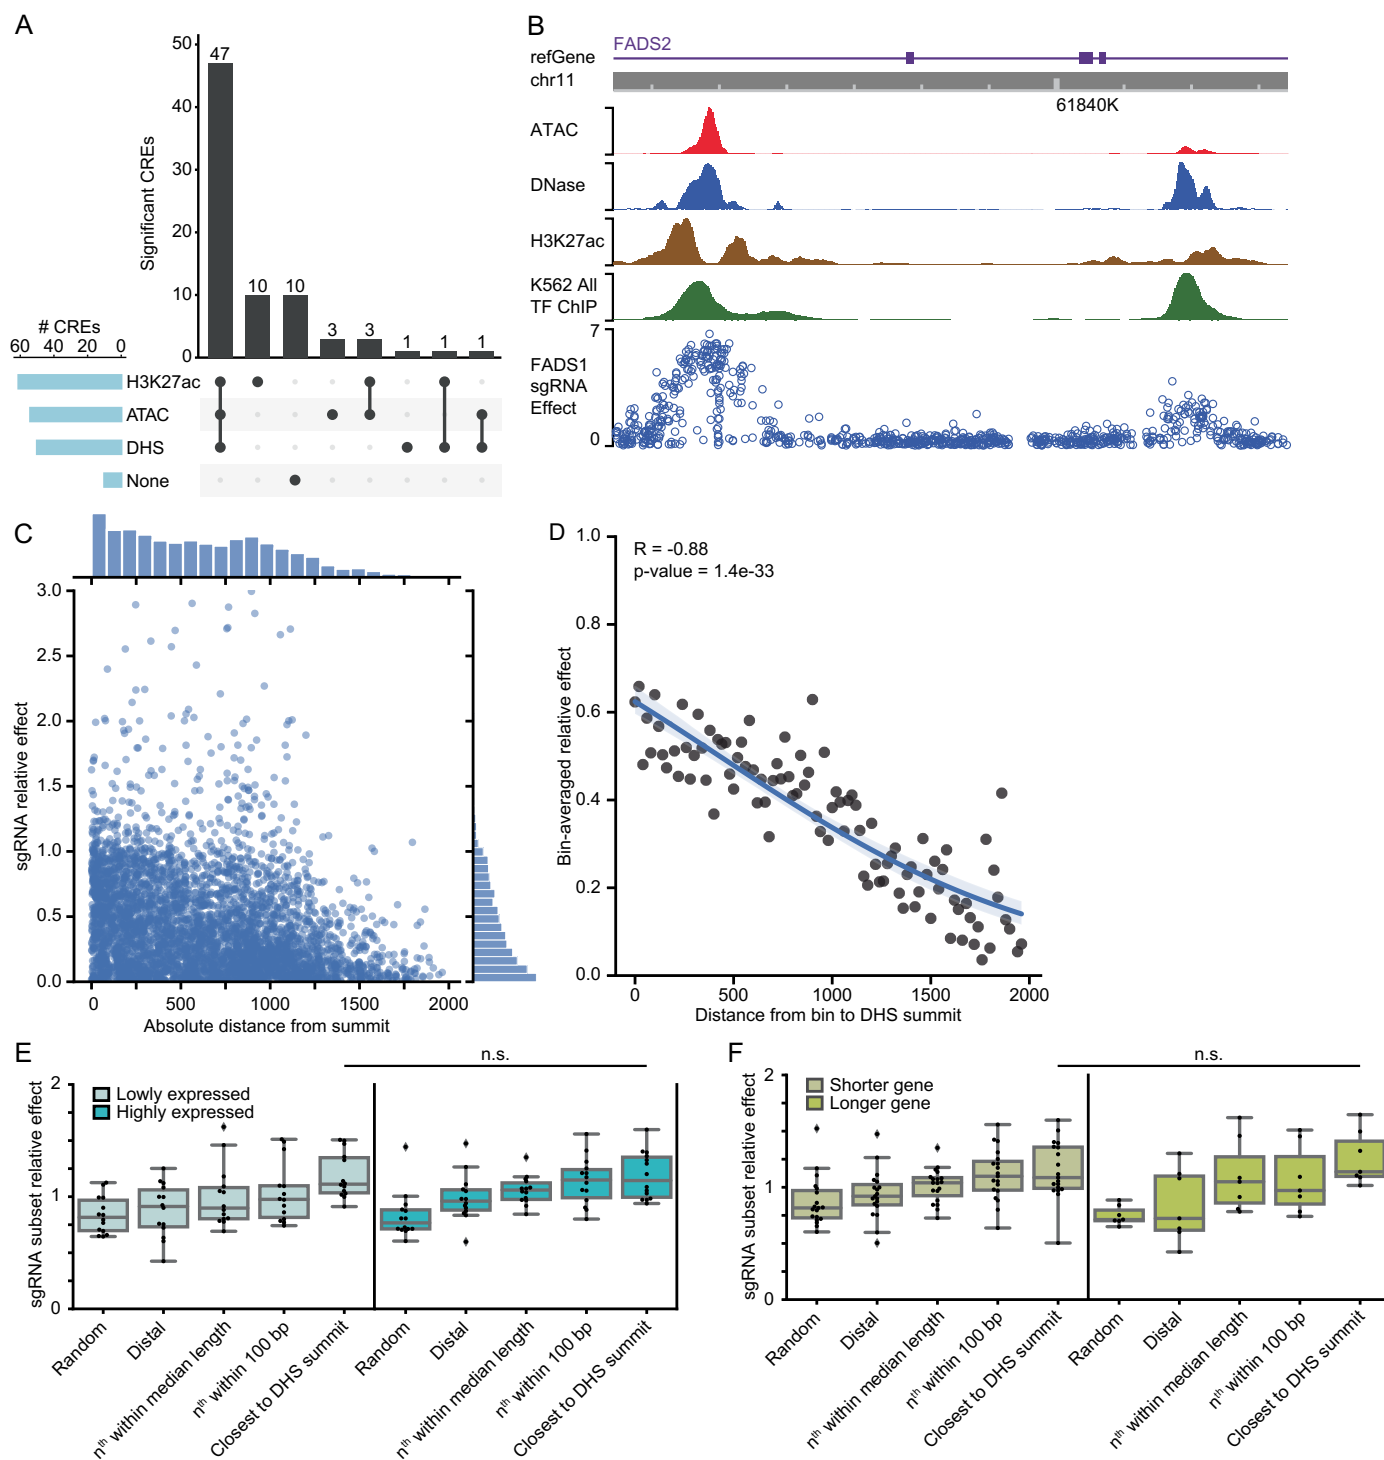 A
50
40
30
20
10
0
Significant CREs
47
10
10
3
3
1
1
1
# CREs
60 40 20 0
H3K27ac
ATAC
DHS
None
B
FADS2
refGene
chr11
61840K
ATAC
DNase
H3K27ac
K562 All
TF ChIP
7
FADS1
sgRNA
Effect
0
C
3.0
2.5
2.0
1.5
1.0
0.5
0.0
sgRNA relative effect
0 500 1000 1500 2000
Absolute distance from summit
D
R = -0.88
p-value = 1.4e-33
1.0
0.8
0.6
0.4
0.2
0.0
Bin-averaged relative effect
0 500 1000 1500 2000
Distance from bin to DHS summit
E
n.s.
Lowly expressed
Highly expressed
2
1
0
sgRNA subset relative effect
Random
Distal
nth within median length
nth within 100 bp
Closest to DHS summit
Random
Distal
nth within median length
nth within 100 bp
Closest to DHS summit
F
n.s.
Shorter gene
Longer gene
2
1
0
sgRNA subset relative effect
Random
Distal
nth within median length
nth within 100 bp
Closest to DHS summit
Random
Distal
nth within median length
nth within 100 bp
Closest to DHS summit